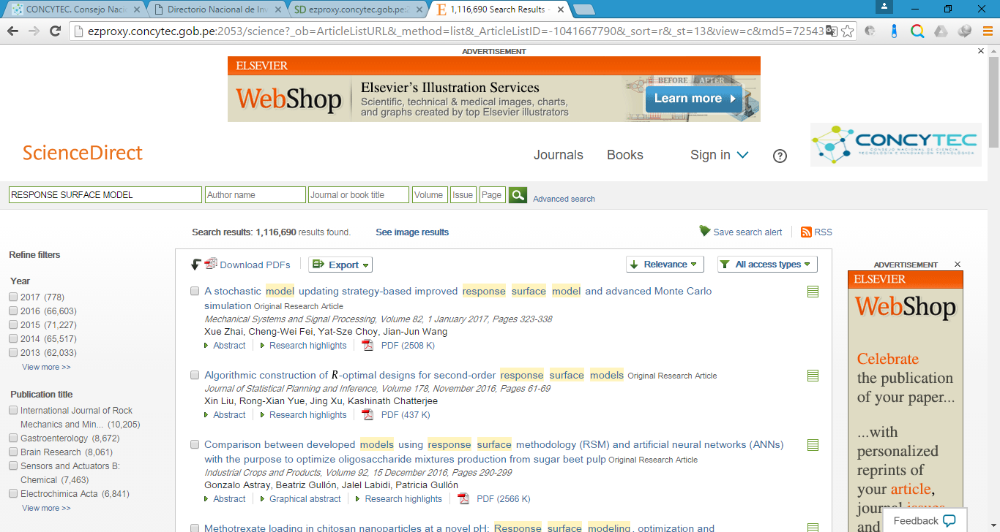 CONCYTEC. Consejo Naci
Directorio Nacional de Inv
SD ezproxy.concytec.gob.pe:2
E 1,116,690 Search Results -
ezproxy.concytec.gob.pe:2053/science?_ob=ArticleListURL&_method=list&_ArticleListID=-1041667790&_sort=r&_st=13&view=c&md5=72543
ADVERTISEMENT
ELSEVIER
WebShop
Elsevier's Illustration Services
Scientific, technical & medical images, charts,
and graphs created by top Elsevier illustrators
BEFORE AFTER
Learn more
ScienceDirect
Journals Books Sign in ?
CONCYTEC
CONSEJO NACIONAL DE CIENCIA
TECNOLOGÍA E INNOVACIÓN TECNOLÓGICA
RESPONSE SURFACE MODEL Author name Journal or book title Volume Issue Page Advanced search
Search results: 1,116,690 results found. See image results Save search alert RSS
Refine filters
Year
2017 (778)
2016 (66,603)
2015 (71,227)
2014 (65,517)
2013 (62,033)
View more >>
Publication title
International Journal of Rock
Mechanics and Min... (10,205)
Gastroenterology (8,672)
Brain Research (8,061)
Sensors and Actuators B:
Chemical (7,463)
Electrochimica Acta (6,841)
View more >>
Download PDFs Export Relevance All access types
A stochastic model updating strategy-based improved response surface model and advanced Monte Carlo
simulation Original Research Article
Mechanical Systems and Signal Processing, Volume 82, 1 January 2017, Pages 323-338
Xue Zhai, Cheng-Wei Fei, Yat-Sze Choy, Jian-Jun Wang
Abstract Research highlights PDF (2508 K)
Algorithmic construction of R-optimal designs for second-order response surface models Original Research Article
Journal of Statistical Planning and Inference, Volume 178, November 2016, Pages 61-69
Xin Liu, Rong-Xian Yue, Jing Xu, Kashinath Chatterjee
Abstract Research highlights PDF (437 K)
Comparison between developed models using response surface methodology (RSM) and artificial neural networks (ANNs)
with the purpose to optimize oligosaccharide mixtures production from sugar beet pulp Original Research Article
Industrial Crops and Products, Volume 92, 15 December 2016, Pages 290-299
Gonzalo Astray, Beatriz Gullón, Jalel Labidi, Patricia Gullón
Abstract Graphical abstract Research highlights PDF (2566 K)
Methotrexate loading in chitosan nanoparticles at a novel pH: Response surface modeling, optimization and
ADVERTISEMENT
ELSEVIER
WebShop
Celebrate
the publication
of your paper...
...with
personalized
reprints of
your article,
journal issues
and
Feedback